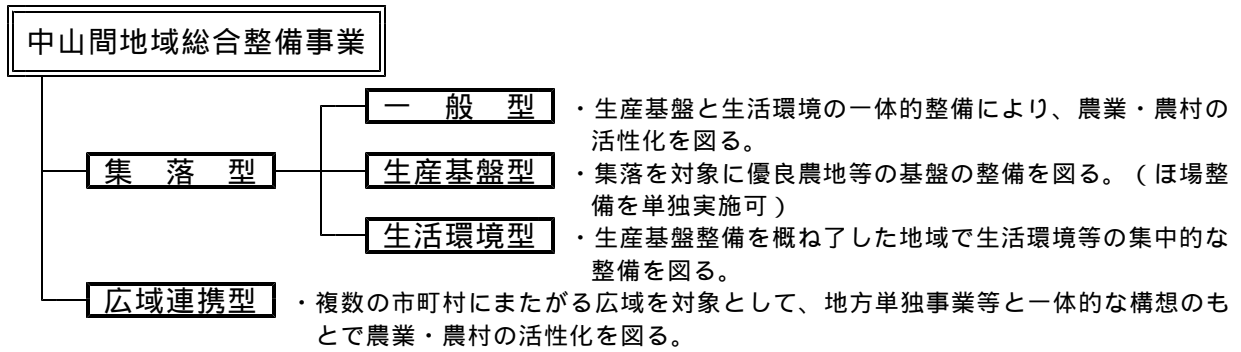 中山間地域総合整備事業
一　般　型　・生産基盤と生活環境の一体的整備により、農業・農村の
活性化を図る。
集　落　型　生産基盤型　・集落を対象に優良農地等の基盤の整備を図る。（ほ場整
備を単独実施可）
生活環境型　・生産基盤整備を概ね了した地域で生活環境等の集中的な
整備を図る。
広域連携型　・複数の市町村にまたがる広域を対象として、地方単独事業等と一体的な構想のも
とで農業・農村の活性化を図る。